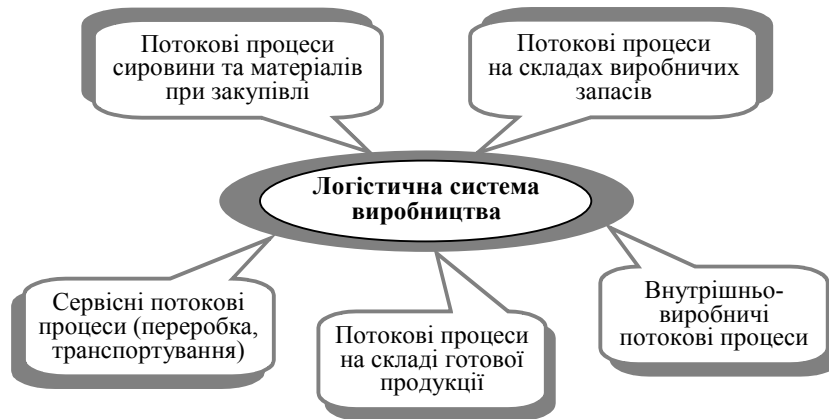 Потокові процеси
сировини та матеріалів
при закупівлі
Потокові процеси
на складах виробничих
запасів
Логістична система
виробництва
Сервісні потокові
процеси (переробка,
транспортування)
Потокові процеси
на складі готової
продукції
Внутрішньо-
виробничі
потокові процеси